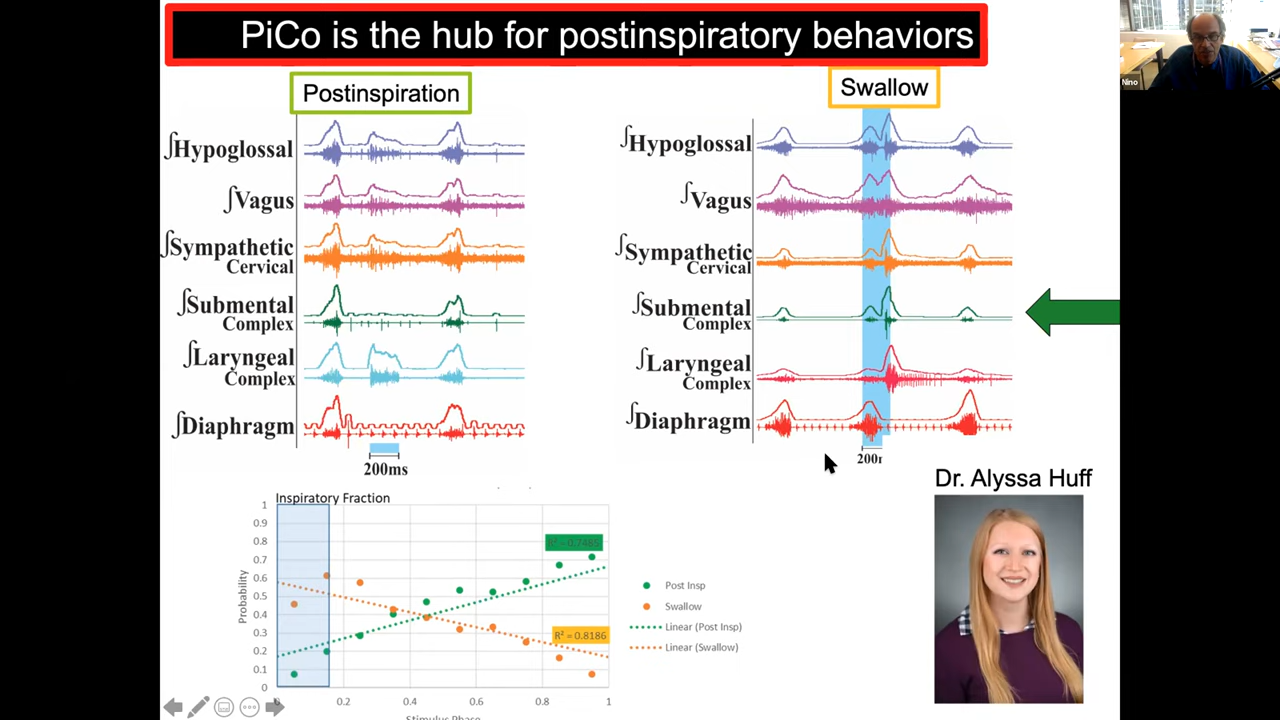 PiCo is the hub for postinspiratory behaviors
Nino
Postinspiration
∫Hypoglossal
∫Vagus
∫Sympathetic
Cervical
∫Submental
Complex
∫Laryngeal
Complex
∫Diaphragm
200ms
Swallow
∫Hypoglossal
∫Vagus
∫Sympathetic
Cervical
∫Submental
Complex
∫Laryngeal
Complex
∫Diaphragm
Dr. Alyssa Huff
Inspiratory Fraction
1
0.9
0.8
0.7
0.6
0.5
0.4
0.3
0.2
0.1
0
Probability
R² = 0.7465
R² = 0.8186
0.2
0.4
0.6
0.8
1
Stimulus Phase
Post Insp
Swallow
Linear (Post Insp)
Linear (Swallow)